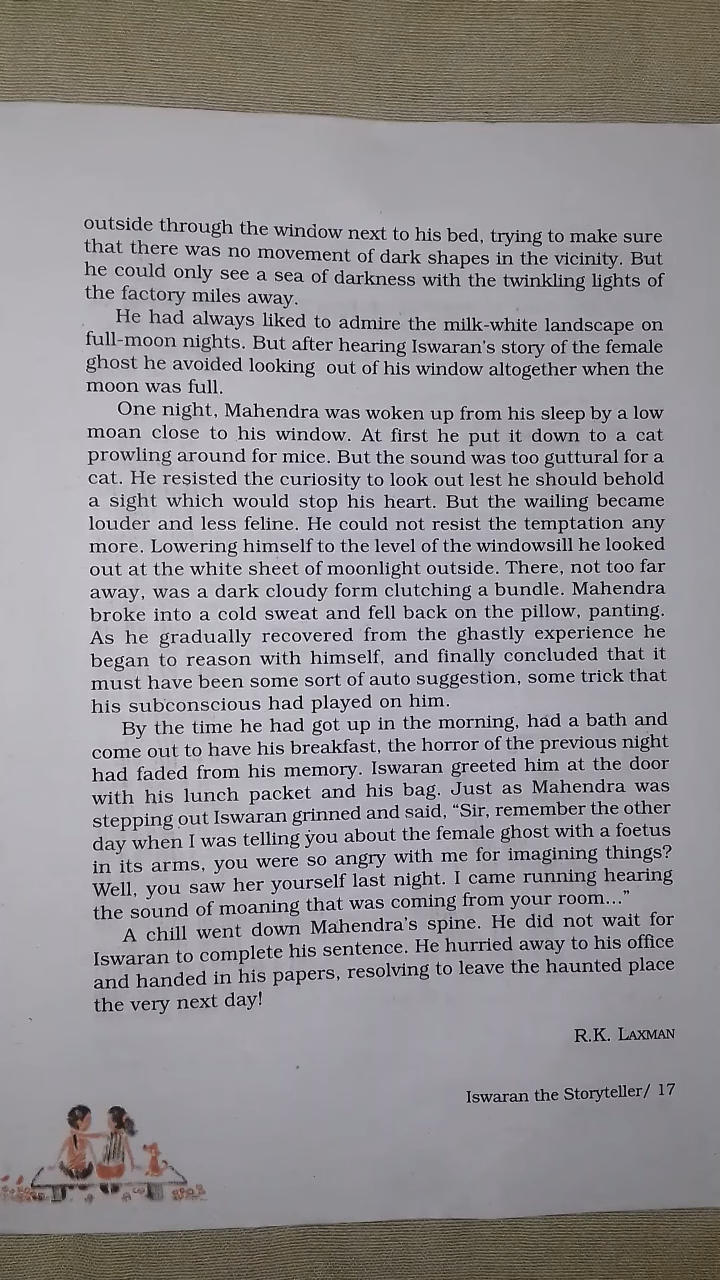 outside through the window next to his bed, trying to make sure
that there was no movement of dark shapes in the vicinity. But
he could only see a sea of darkness with the twinkling lights of
the factory miles away.
He had always liked to admire the milk-white landscape on
full-moon nights. But after hearing Iswaran's story of the female
ghost he avoided looking out of his window altogether when the
moon was full.
One night, Mahendra was woken up from his sleep by a low
moan close to his window. At first he put it down to a cat
prowling around for mice. But the sound was too guttural for a
cat. He resisted the curiosity to look out lest he should behold
a sight which would stop his heart. But the wailing became
louder and less feline. He could not resist the temptation any
more. Lowering himself to the level of the windowsill he looked
out at the white sheet of moonlight outside. There, not too far
away, was a dark cloudy form clutching a bundle. Mahendra
broke into a cold sweat and fell back on the pillow, panting.
As he gradually recovered from the ghastly experience he
began to reason with himself, and finally concluded that it
must have been some sort of auto suggestion, some trick that
his subconscious had played on him.
By the time he had got up in the morning, had a bath and
come out to have his breakfast, the horror of the previous night
had faded from his memory. Iswaran greeted him at the door
with his lunch packet and his bag. Just as Mahendra was
stepping out Iswaran grinned and said, “Sir, remember the other
day when I was telling you about the female ghost with a foetus
in its arms, you were so angry with me for imagining things?
Well, you saw her yourself last night. I came running hearing
the sound of moaning that was coming from your room...”
A chill went down Mahendra's spine. He did not wait for
Iswaran to complete his sentence. He hurried away to his office
and handed in his papers, resolving to leave the haunted place
the very next day!
R.K. LAXMAN
Iswaran the Storyteller/ 17